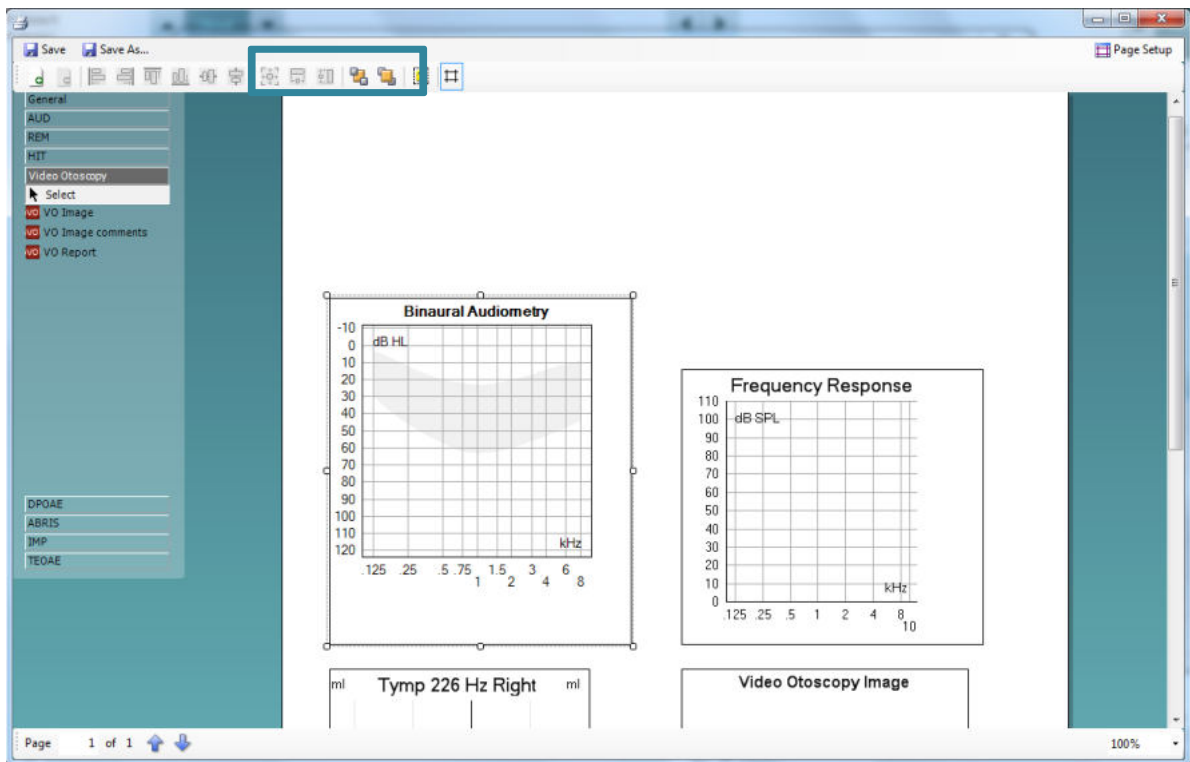 Save Save As... Page Setup
General
AUD
REM
HIT
Video Otoscopy
Select
VO VO Image
VO VO Image comments
VO VO Report
DPOAE
ABRIS
IMP
TEOAE
Binaural Audiometry
dB HL
-10
0
10
20
30
40
50
60
70
80
90
100
110
120
kHz
.125 .25 .5 .75 1 1.5 2 3 4 6 8
Frequency Response
dB SPL
110
100
90
80
70
60
50
40
30
20
10
0
kHz
.125 .25 .5 1 2 4 8 10
ml Tymp 226 Hz Right ml
Video Otoscopy Image
Page 1 of 1 100%